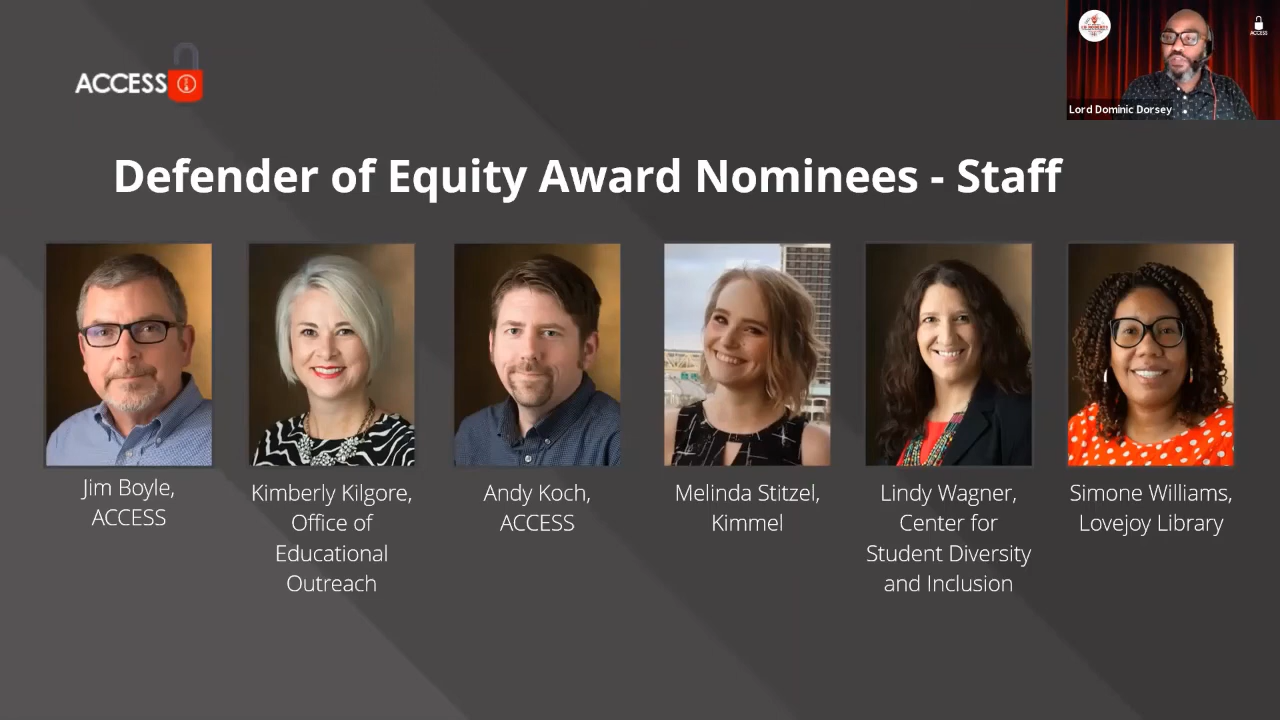 ACCESS
ACCESS
Lord Dominic Dorsey
Defender of Equity Award Nominees - Staff
Jim Boyle,
ACCESS
Kimberly Kilgore,
Office of
Educational
Outreach
Andy Koch,
ACCESS
Melinda Stitzel,
Kimmel
Lindy Wagner,
Center for
Student Diversity
and Inclusion
Simone Williams,
Lovejoy Library